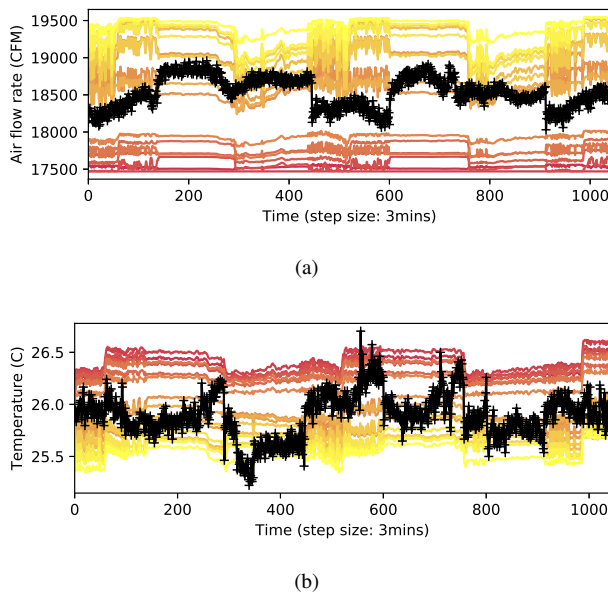 19500
19000
18500
18000
17500
Air flow rate (CFM)
0 200 400 600 800 1000
Time (step size: 3mins)
(a)
26.5
26.0
25.5
Temperature (C)
0 200 400 600 800 1000
Time (step size: 3mins)
(b)